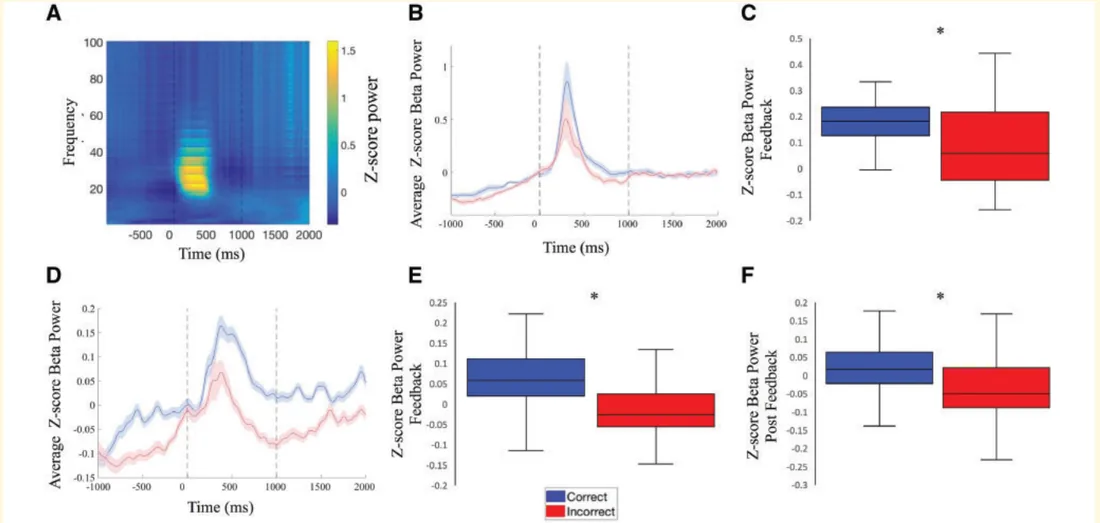 A
100
80
60
40
20
Frequency
-500 0 500 1000 1500 2000
Time (ms)
1.5
1
0.5
0
Z-score power
B
Average Z-score Beta Power
1
0.5
0
-1000 -500 0 500 1000 1500 2000
Time (ms)
C
*
Z-score Beta Power
Feedback
0.5
0.4
0.3
0.2
0.1
0
-0.1
-0.2
D
Average Z-score Beta Power
0.2
0.15
0.1
0.05
0
-0.05
-0.1
-0.15
-1000 -500 0 500 1000 1500 2000
Time (ms)
E
*
Z-score Beta Power
Feedback
0.25
0.2
0.15
0.1
0.05
0
-0.05
-0.1
-0.15
-0.2
Correct
Incorrect
F
*
Z-score Beta Power
Post Feedback
0.2
0.15
0.1
0.05
0
-0.05
-0.1
-0.15
-0.2
-0.25
-0.3